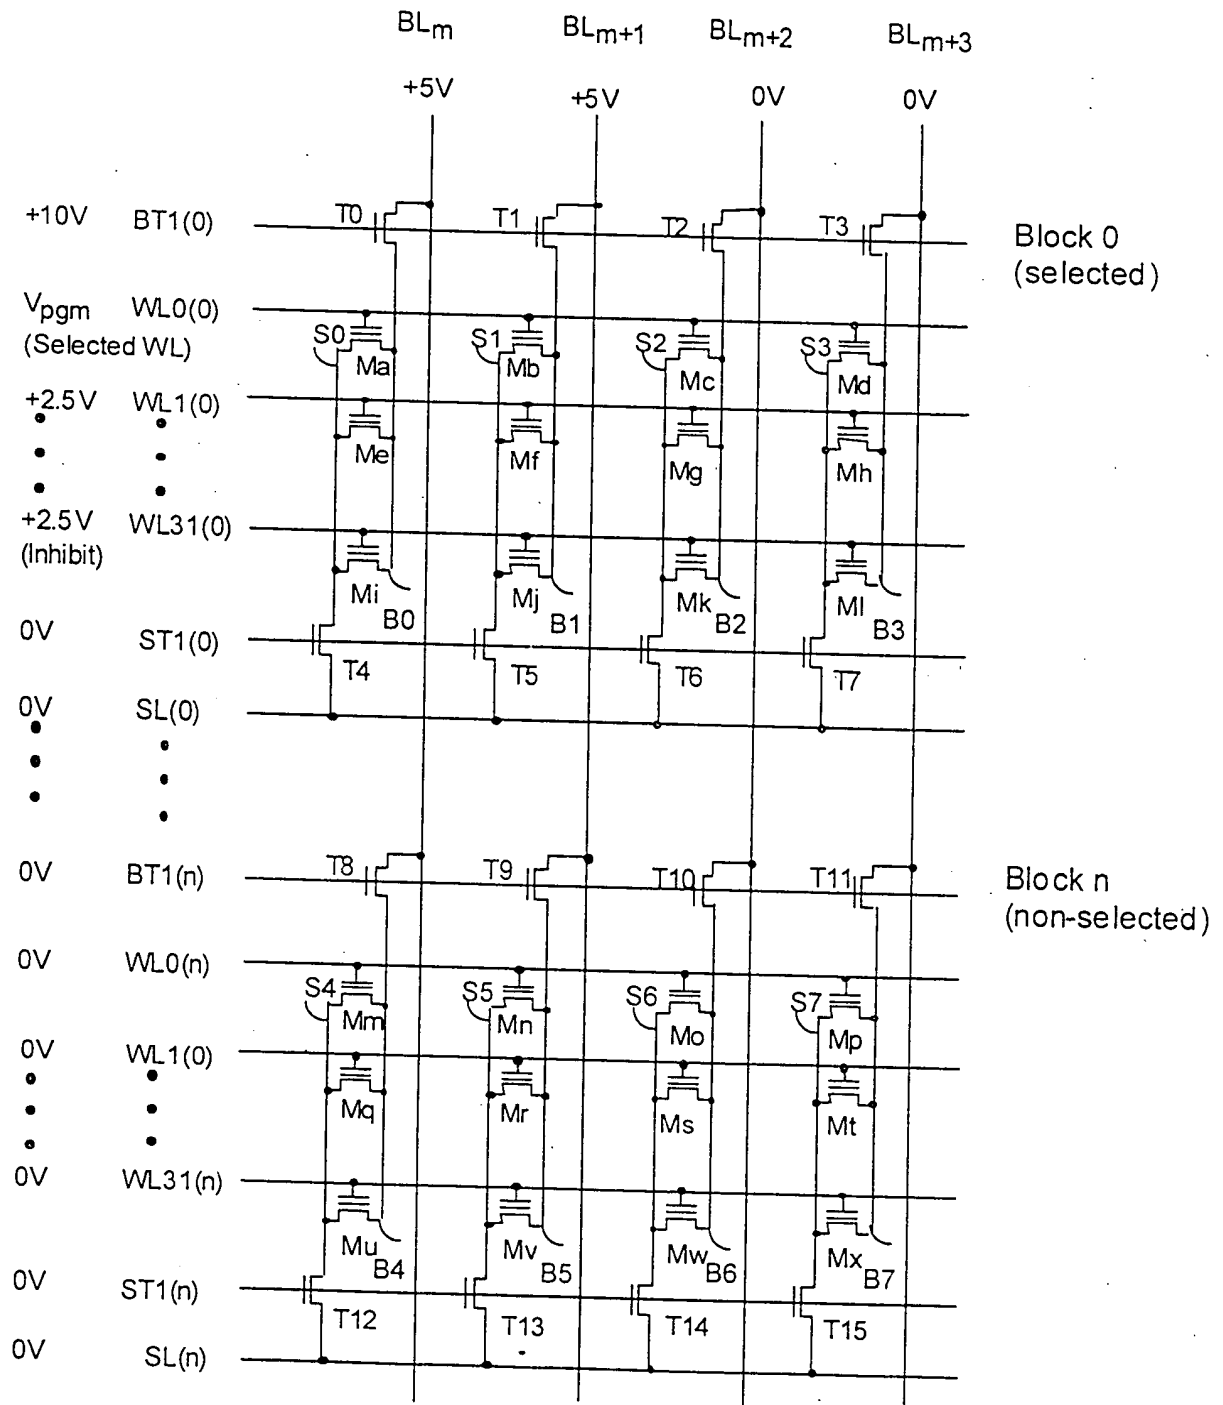 BLm BLm+1 BLm+2 BLm+3
+5V +5V 0V 0V
+10V BT1(0) T0 T1 T2 T3 Block 0
(selected)
Vpgm WL0(0)
(Selected WL) S0 S1 S2 S3
Ma Mb Mc Md
+2.5V WL1(0)
Me Mf Mg Mh
+2.5V WL31(0)
(Inhibit)
Mi Mj Mk Ml
B0 B1 B2 B3
0V ST1(0)
T4 T5 T6 T7
0V SL(0)
T8 T9 T10 T11
0V BT1(n) Block n
(non-selected)
0V WL0(n)
S4 S5 S6 S7
Mm Mn Mo Mp
0V WL1(0)
Mq Mr Ms Mt
0V WL31(n)
Mu Mv Mw Mx
B4 B5 B6 B7
0V ST1(n)
T12 T13 T14 T15
0V SL(n)